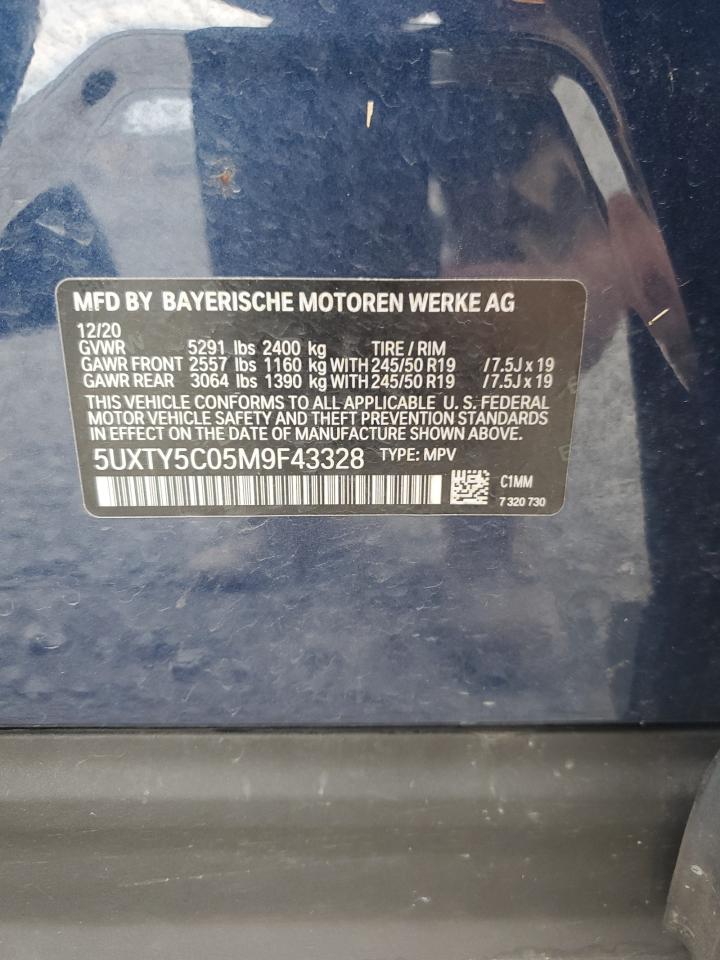 MFD BY BAYERISCHE MOTOREN WERKE AG
12/20
GVWR 5291 lbs 2400 kg TIRE / RIM
GAWR FRONT 2557 lbs 1160 kg WITH 245/50 R19 / 7.5J x 19
GAWR REAR 3064 lbs 1390 kg WITH 245/50 R19 / 7.5J x 19
THIS VEHICLE CONFORMS TO ALL APPLICABLE U. S. FEDERAL
MOTOR VEHICLE SAFETY AND THEFT PREVENTION STANDARDS
IN EFFECT ON THE DATE OF MANUFACTURE SHOWN ABOVE.
5UXTY5C05M9F43328 TYPE: MPV
C1MM
7 320 730